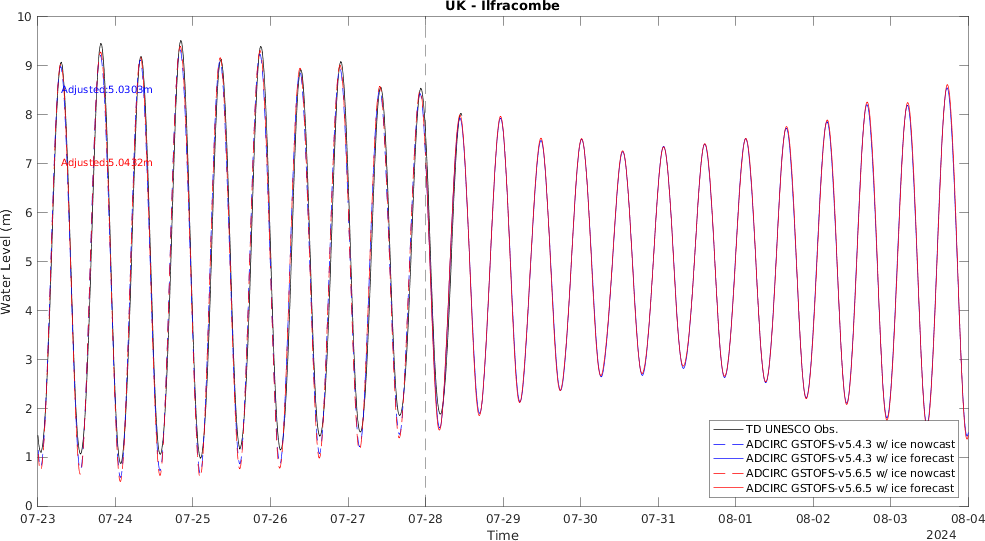 UK - Ilfracombe
10
9
8
7
6
5
4
3
2
1
0
Water Level (m)
Adjusted:5.0303m
Adjusted:5.0432m
TD UNESCO Obs.
ADCIRC GSTOFS-v5.4.3 w/ ice nowcast
ADCIRC GSTOFS-v5.4.3 w/ ice forecast
ADCIRC GSTOFS-v5.6.5 w/ ice nowcast
ADCIRC GSTOFS-v5.6.5 w/ ice forecast
07-23 07-24 07-25 07-26 07-27 07-28 07-29 07-30 07-31 08-01 08-02 08-03 08-04
Time
2024